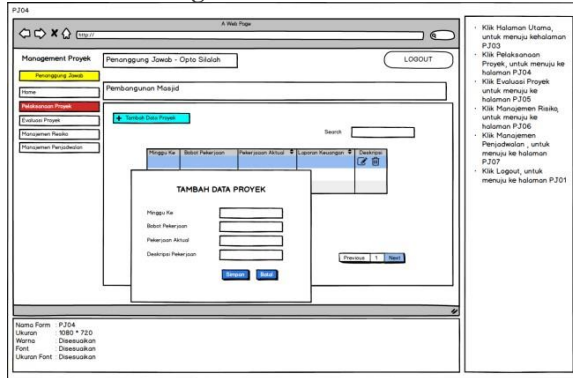 PJ04
A Web Page
http://
Management Proyek
Penanggung Jawab - Opta Silalah
LOGOUT
Penanggung Jawab
Home
Pelaksanaan Proyek
Evaluasi Proyek
Manajemen Resiko
Manajemen Penjadwalan
Pembangunan Masjid
+ Tambah Data Proyek
Search
Minggu Ke Bobot Pekerjaan Pekerjaaan Aktual Laporan Keuangan Deskripsi
TAMBAH DATA PROYEK
Minggu Ke
Bobot Pekerjaan
Pekerjaan Aktual
Deskripsi Pekerjaan
Simpan Batal
Previous 1 Next
Nama Form : PJ04
Ukuran : 1080 * 720
Warna : Disesuaikan
Font : Disesuaikan
Ukuran Font : Disesuaikan
· Klik Halaman Utama,
untuk menuju kehalaman
PJ03
· Klik Pelaksanaan
Proyek, untuk menuju ke
halaman PJ04
· Klik Evaluasi Proyek
untuk menuju ke
halaman PJ05
· Klik Manajemen Risiko,
untuk menuju ke
halaman PJ06
· Klik Manajemen
Penjadwalan , untuk
menuju ke halaman
PJ07
· Klik Logout, untuk
menuju ke halaman PJ01